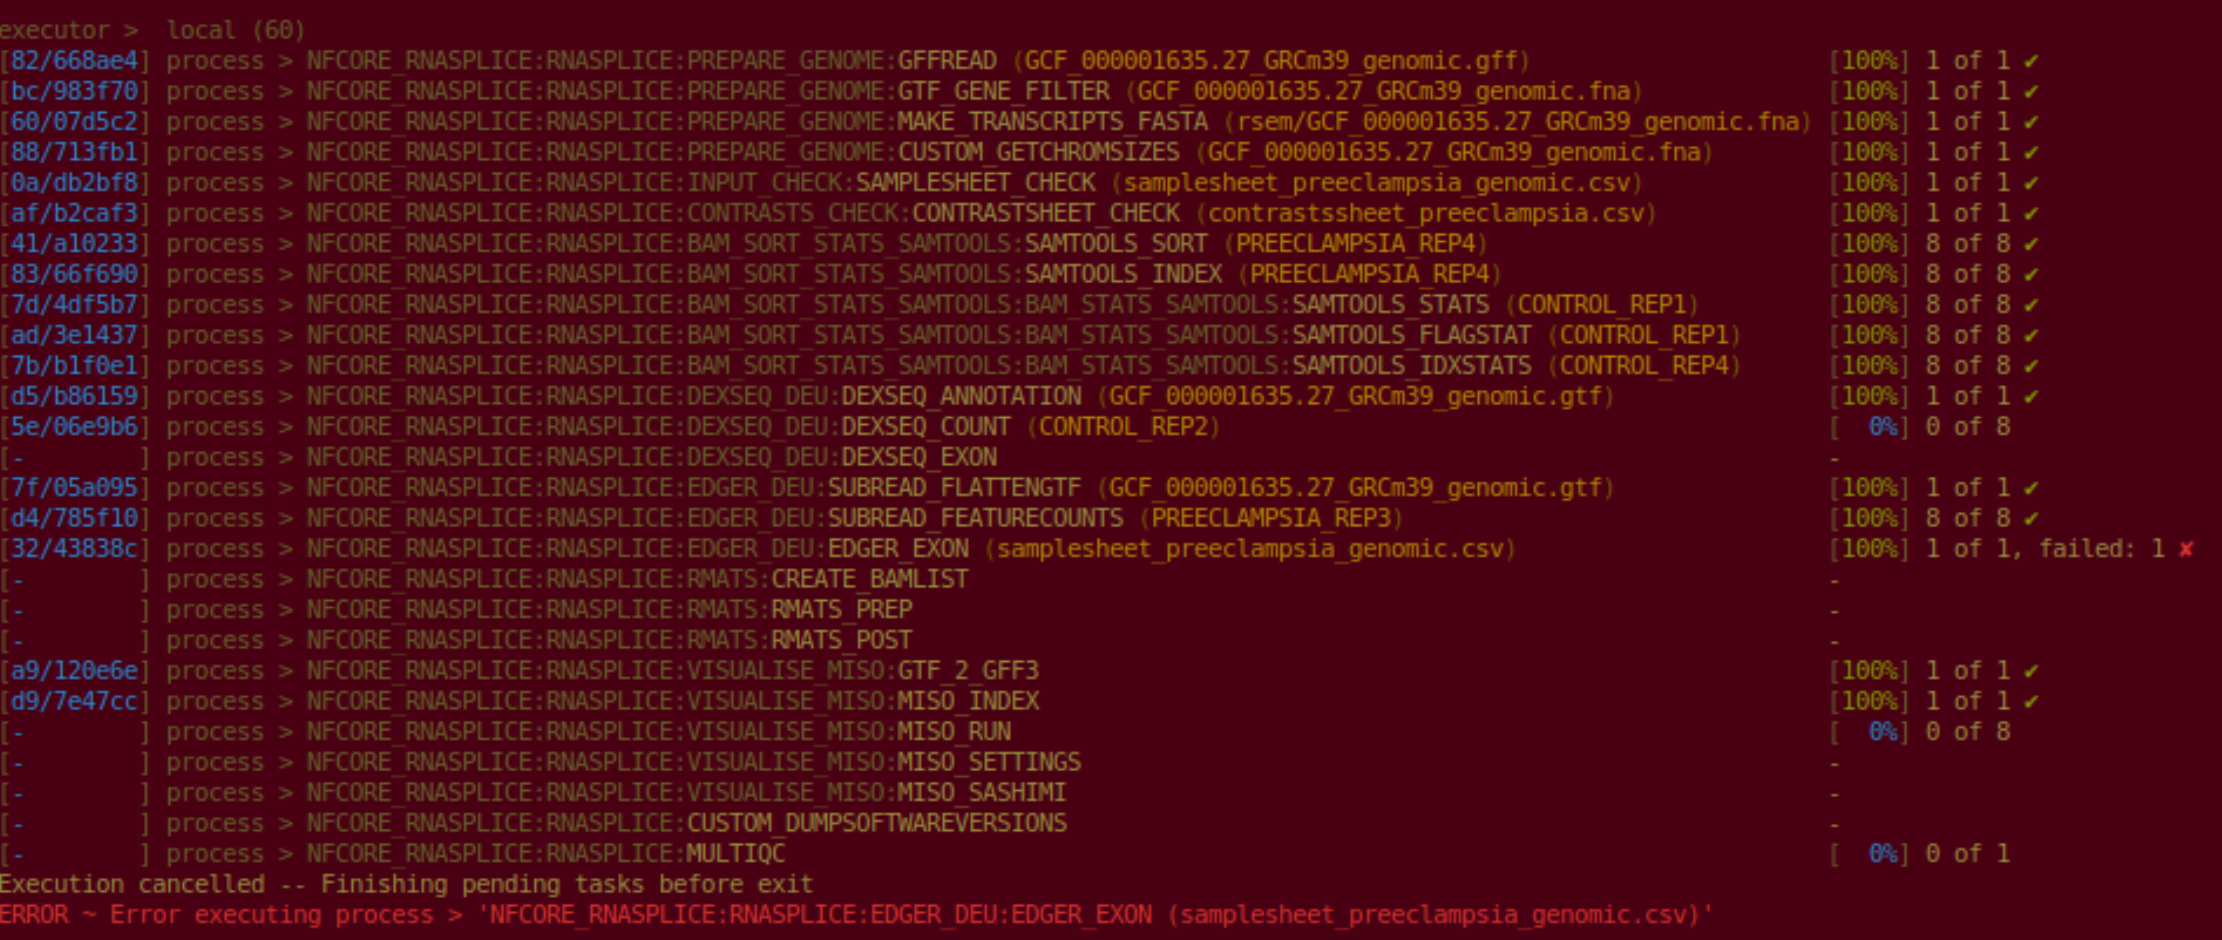 executor >  local (60)
[82/668ae4] process > NFCORE_RNASPLICE:RNASPLICE:PREPARE_GENOME:GFFREAD (GCF_000001635.27_GRCm39_genomic.gff) [100%] 1 of 1 ✔
[bc/983f70] process > NFCORE_RNASPLICE:RNASPLICE:PREPARE_GENOME:GTF_GENE_FILTER (GCF_000001635.27_GRCm39_genomic.fna) [100%] 1 of 1 ✔
[60/07d5c2] process > NFCORE_RNASPLICE:RNASPLICE:PREPARE_GENOME:MAKE_TRANSCRIPTS_FASTA (rsem/GCF_000001635.27_GRCm39_genomic.fna) [100%] 1 of 1 ✔
[88/713fb1] process > NFCORE_RNASPLICE:RNASPLICE:PREPARE_GENOME:CUSTOM_GETCHROMSIZES (GCF_000001635.27_GRCm39_genomic.fna) [100%] 1 of 1 ✔
[0a/db2bf8] process > NFCORE_RNASPLICE:RNASPLICE:INPUT_CHECK:SAMPLESHEET_CHECK (samplesheet_preeclampsia_genomic.csv) [100%] 1 of 1 ✔
[af/b2caf3] process > NFCORE_RNASPLICE:RNASPLICE:CONTRASTS_CHECK:CONTRASTSHEET_CHECK (contrastssheet_preeclampsia.csv) [100%] 1 of 1 ✔
[41/a10233] process > NFCORE_RNASPLICE:RNASPLICE:BAM_SORT_STATS_SAMTOOLS:SAMTOOLS_SORT (PREECLAMPSIA_REP4) [100%] 8 of 8 ✔
[83/66f690] process > NFCORE_RNASPLICE:RNASPLICE:BAM_SORT_STATS_SAMTOOLS:SAMTOOLS_INDEX (PREECLAMPSIA_REP4) [100%] 8 of 8 ✔
[7d/4df5b7] process > NFCORE_RNASPLICE:RNASPLICE:BAM_SORT_STATS_SAMTOOLS:BAM_STATS_SAMTOOLS:SAMTOOLS_STATS (CONTROL_REP1) [100%] 8 of 8 ✔
[ad/3e1437] process > NFCORE_RNASPLICE:RNASPLICE:BAM_SORT_STATS_SAMTOOLS:BAM_STATS_SAMTOOLS:SAMTOOLS_FLAGSTAT (CONTROL_REP1) [100%] 8 of 8 ✔
[7b/b1f0e1] process > NFCORE_RNASPLICE:RNASPLICE:BAM_SORT_STATS_SAMTOOLS:BAM_STATS_SAMTOOLS:SAMTOOLS_IDXSTATS (CONTROL_REP4) [100%] 8 of 8 ✔
[d5/b86159] process > NFCORE_RNASPLICE:RNASPLICE:DEXSEQ_DEU:DEXSEQ_ANNOTATION (GCF_000001635.27_GRCm39_genomic.gtf) [100%] 1 of 1 ✔
[5e/06e9b6] process > NFCORE_RNASPLICE:RNASPLICE:DEXSEQ_DEU:DEXSEQ_COUNT (CONTROL_REP2) [  0%] 0 of 8
[-        ] process > NFCORE_RNASPLICE:RNASPLICE:DEXSEQ_DEU:DEXSEQ_EXON -
[7f/05a095] process > NFCORE_RNASPLICE:RNASPLICE:EDGER_DEU:SUBREAD_FLATTENGTF (GCF_000001635.27_GRCm39_genomic.gtf) [100%] 1 of 1 ✔
[d4/785f10] process > NFCORE_RNASPLICE:RNASPLICE:EDGER_DEU:SUBREAD_FEATURECOUNTS (PREECLAMPSIA_REP3) [100%] 8 of 8 ✔
[32/43838c] process > NFCORE_RNASPLICE:RNASPLICE:EDGER_DEU:EDGER_EXON (samplesheet_preeclampsia_genomic.csv) [100%] 1 of 1, failed: 1 ✘
[-        ] process > NFCORE_RNASPLICE:RNASPLICE:RMATS:CREATE_BAMLIST -
[-        ] process > NFCORE_RNASPLICE:RNASPLICE:RMATS:RMATS_PREP -
[-        ] process > NFCORE_RNASPLICE:RNASPLICE:RMATS:RMATS_POST -
[a9/120e6e] process > NFCORE_RNASPLICE:RNASPLICE:VISUALISE_MISO:GTF_2_GFF3 [100%] 1 of 1 ✔
[d9/7e47cc] process > NFCORE_RNASPLICE:RNASPLICE:VISUALISE_MISO:MISO_INDEX [100%] 1 of 1 ✔
[-        ] process > NFCORE_RNASPLICE:RNASPLICE:VISUALISE_MISO:MISO_RUN [  0%] 0 of 8
[-        ] process > NFCORE_RNASPLICE:RNASPLICE:VISUALISE_MISO:MISO_SETTINGS -
[-        ] process > NFCORE_RNASPLICE:RNASPLICE:VISUALISE_MISO:MISO_SASHIMI -
[-        ] process > NFCORE_RNASPLICE:RNASPLICE:CUSTOM_DUMPSOFTWAREVERSIONS -
[-        ] process > NFCORE_RNASPLICE:RNASPLICE:MULTIQC [  0%] 0 of 1
Execution cancelled -- Finishing pending tasks before exit
ERROR ~ Error executing process > 'NFCORE_RNASPLICE:RNASPLICE:EDGER_DEU:EDGER_EXON (samplesheet_preeclampsia_genomic.csv)'